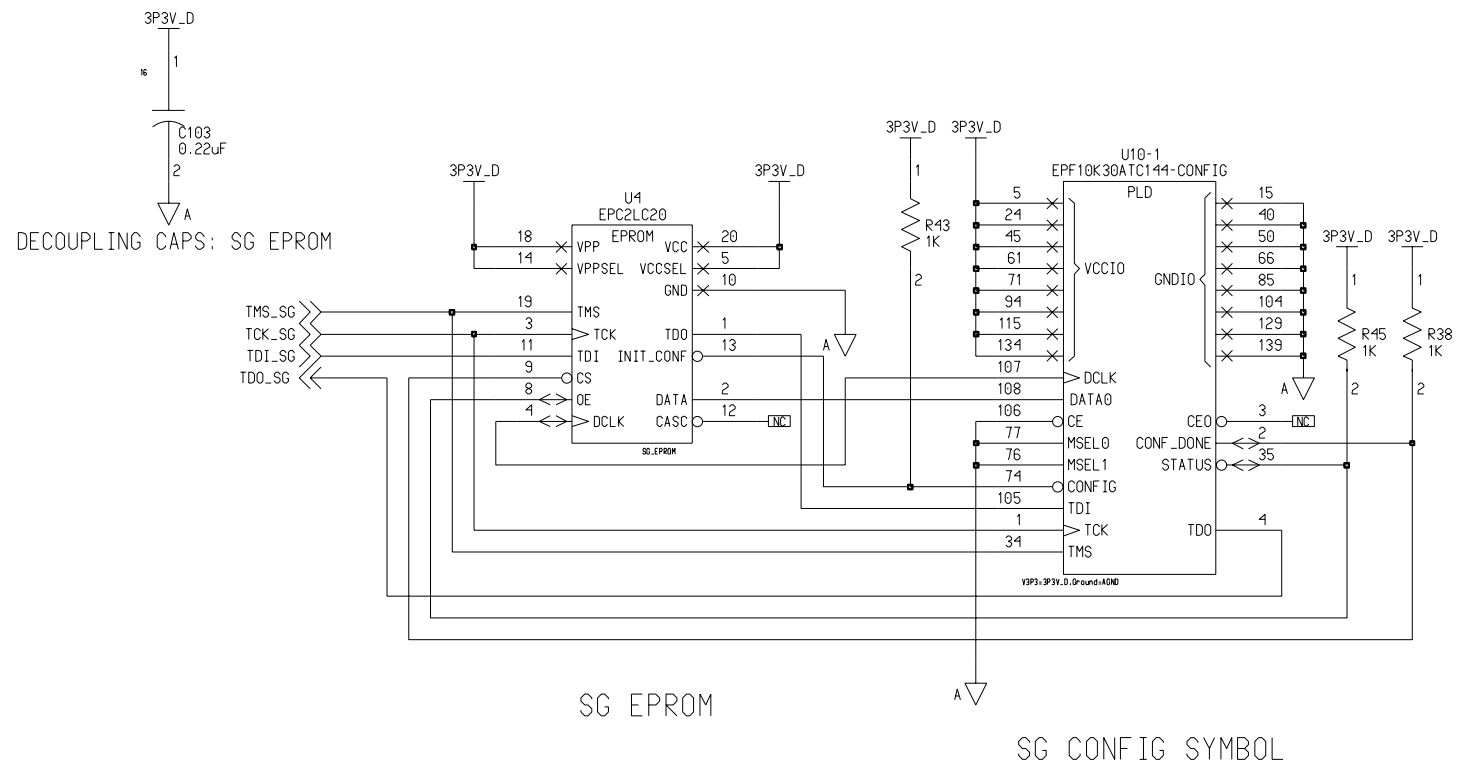 3P3V_D
1
16
C103
0.22uF
2
A
DECOUPLING CAPS: SG EPROM
3P3V_D
3P3V_D
U4
EPC2LC20
EPROM
18 VPP
14 VPPSEL
19 TMS
3 TCK
11 TDI
9 CS
8 OE
4 DCLK
VCC 20
VCCSEL 5
GND 10
TDO 1
INIT_CONF 13
DATA 2
CASC 12
NC
A
SG_EPROM
TMS_SG
TCK_SG
TDI_SG
TDO_SG
3P3V_D
3P3V_D
1
R43
1K
2
U10-1
EPF10K30ATC144-CONFIG
PLD
5
24
45
61
71
94
115
134
VCCIO
107 DCLK
108 DATA0
106 CE
77 MSEL0
76 MSEL1
74 CONFIG
105 TDI
1 TCK
34 TMS
15
40
50
66
85
104
129
139
GNDIO
A
CEO 3
NC
CONF_DONE 2
STATUS 35
TDO 4
V3P3=3P3V_D,Ground=AGND
3P3V_D
3P3V_D
1
1
R45
1K
R38
1K
2
2
A
SG EPROM
SG CONFIG SYMBOL